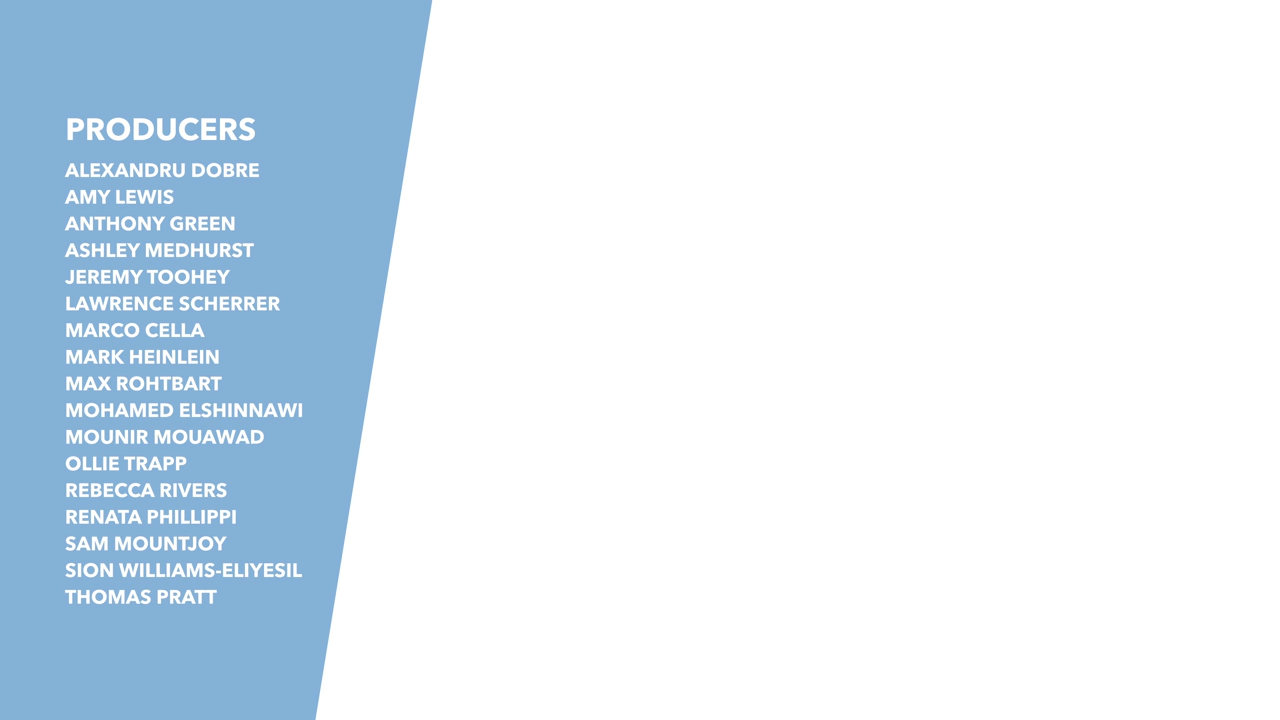 PRODUCERS
ALEXANDRU DOBRE
AMY LEWIS
ANTHONY GREEN
ASHLEY MEDHURST
JEREMY TOOHEY
LAWRENCE SCHERRER
MARCO CELLA
MARK HEINLEIN
MAX ROHTBART
MOHAMED ELSHINNAWI
MOUNIR MOUAWAD
OLLIE TRAPP
REBECCA RIVERS
RENATA PHILLIPPI
SAM MOUNTJOY
SION WILLIAMS-ELIYESIL
THOMAS PRATT